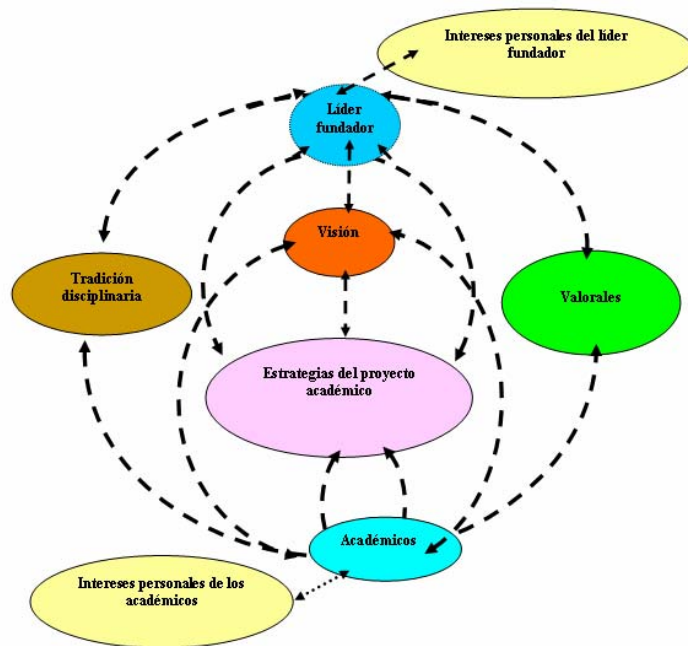 Intereses personales del líder
fundador
Líder
fundador
Visión
Tradición
disciplinaria
Valorales
Estrategias del proyecto
académico
Académicos
Intereses personales de los
académicos